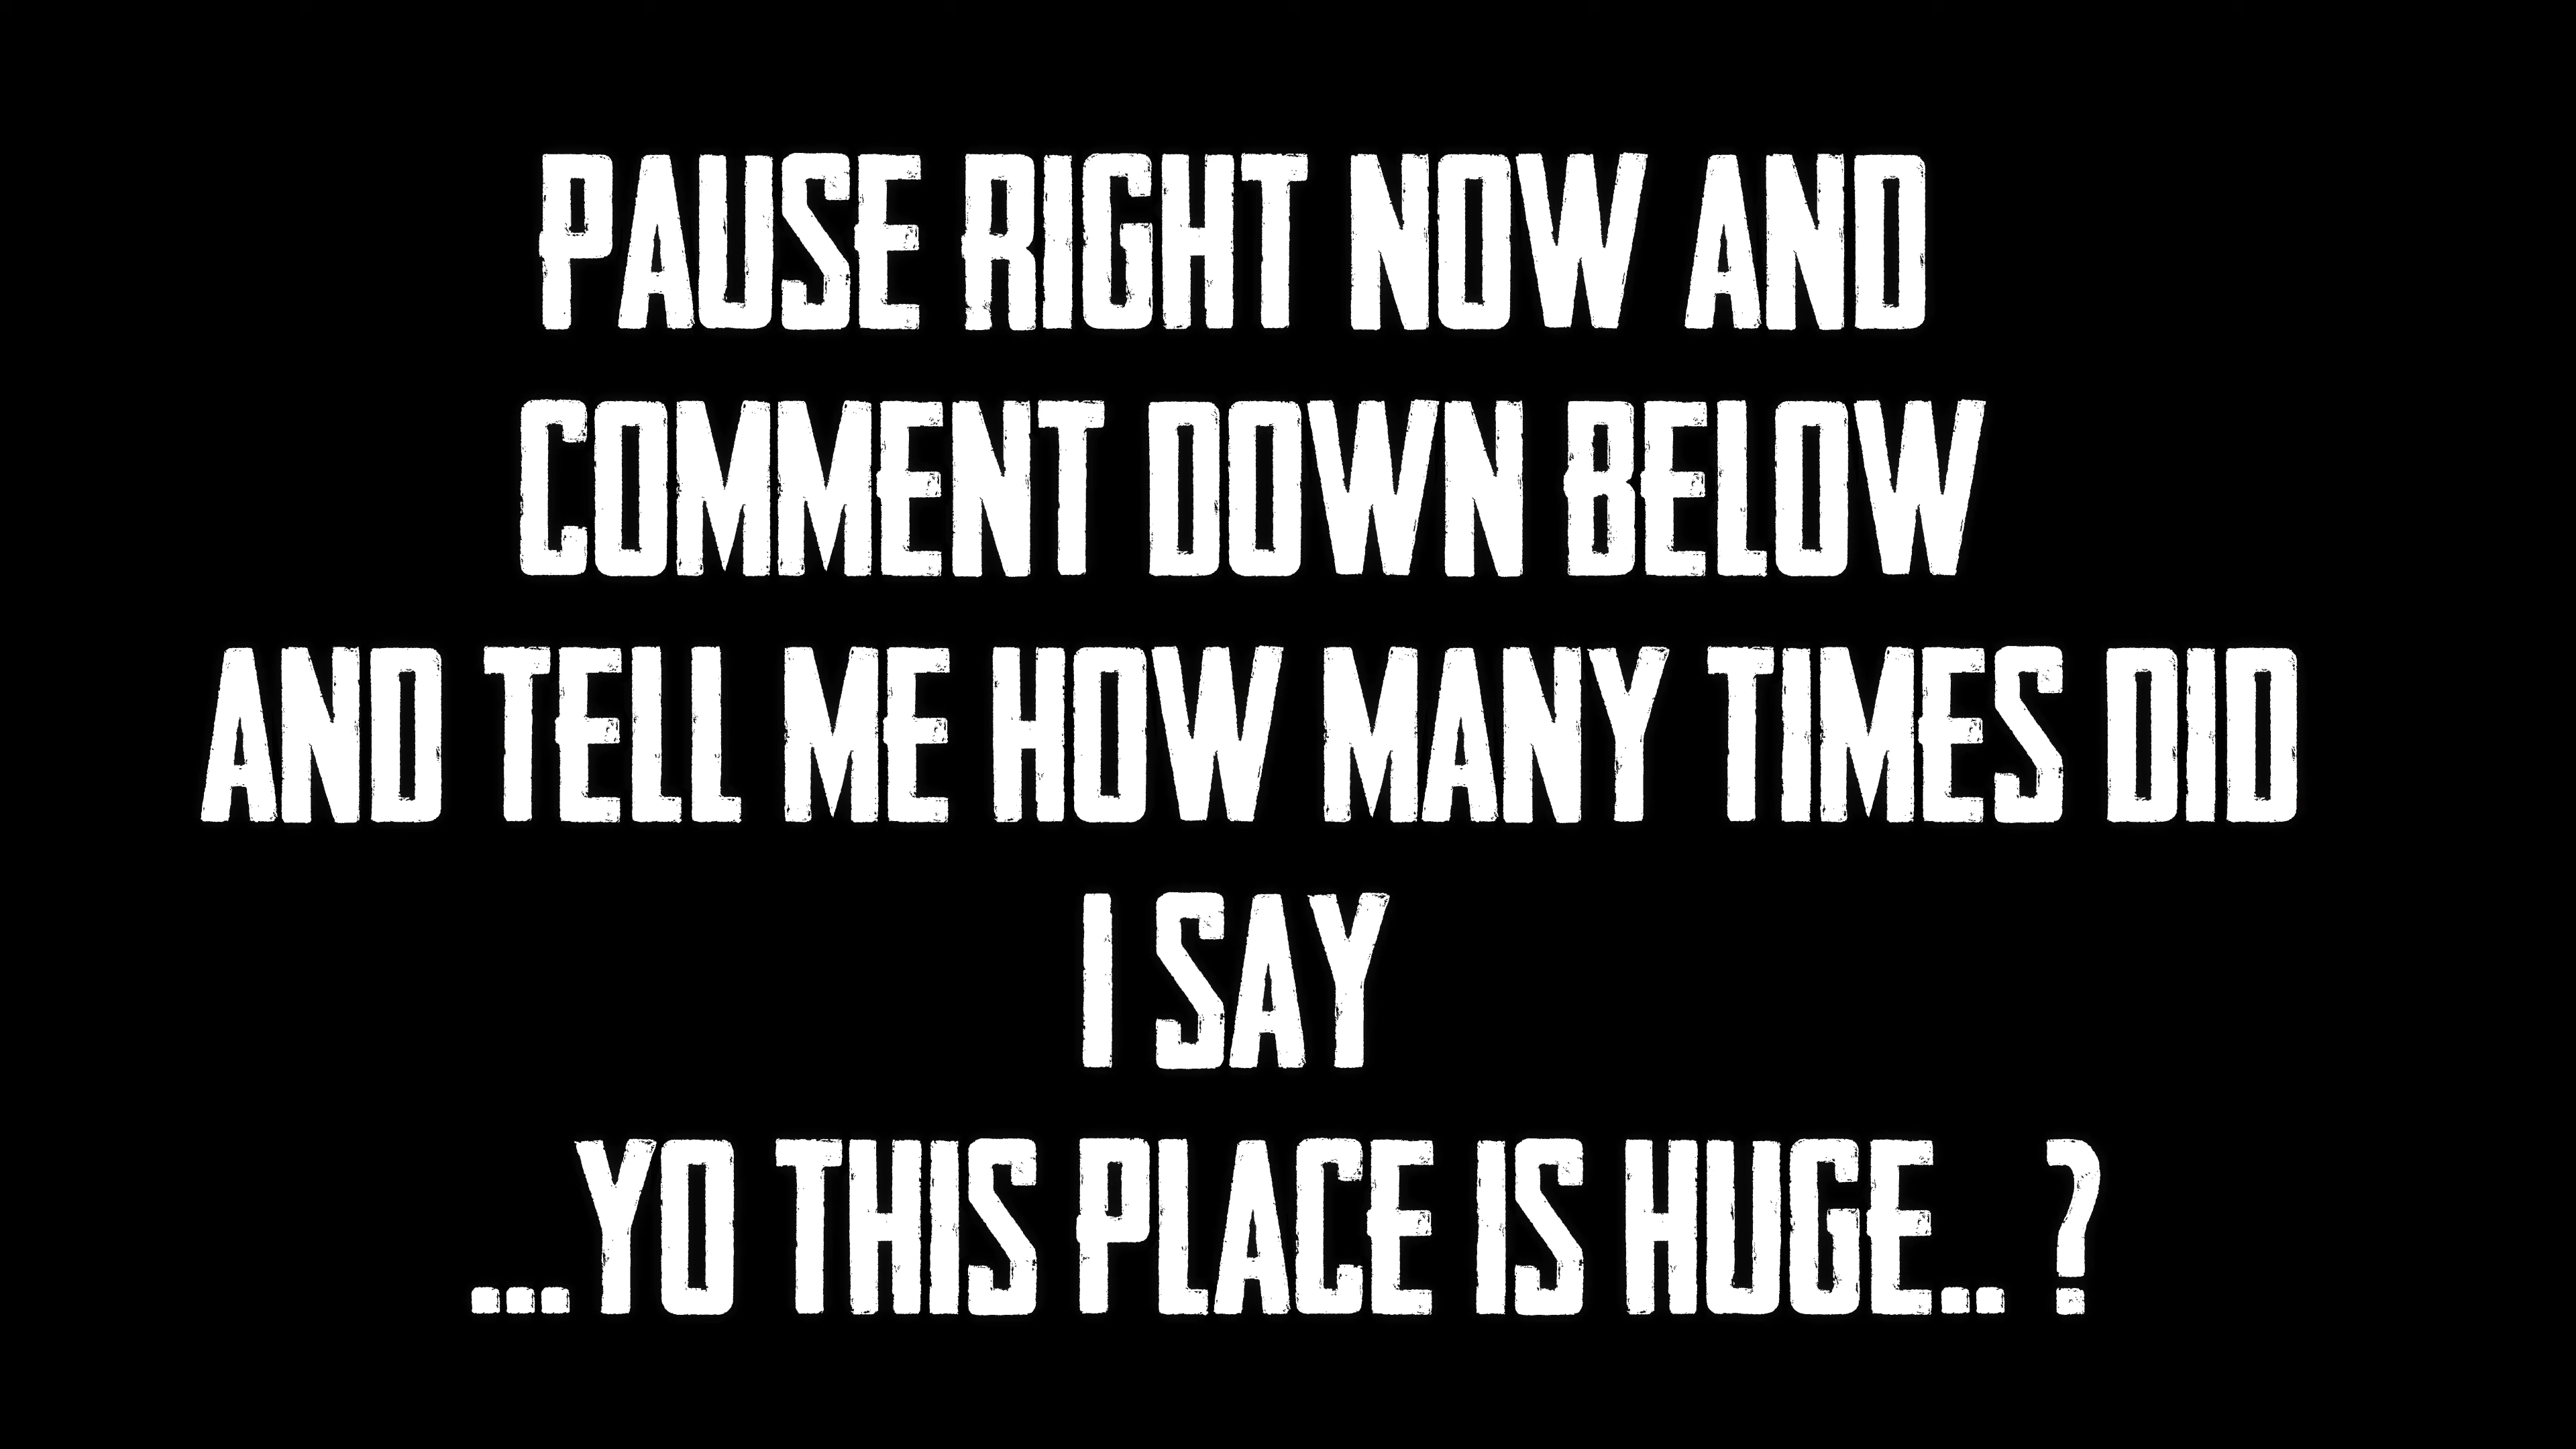 PAUSE RIGHT NOW AND
COMMENT DOWN BELOW
AND TELL ME HOW MANY TIMES DID
I SAY
...YO THIS PLACE IS HUGE.. ?